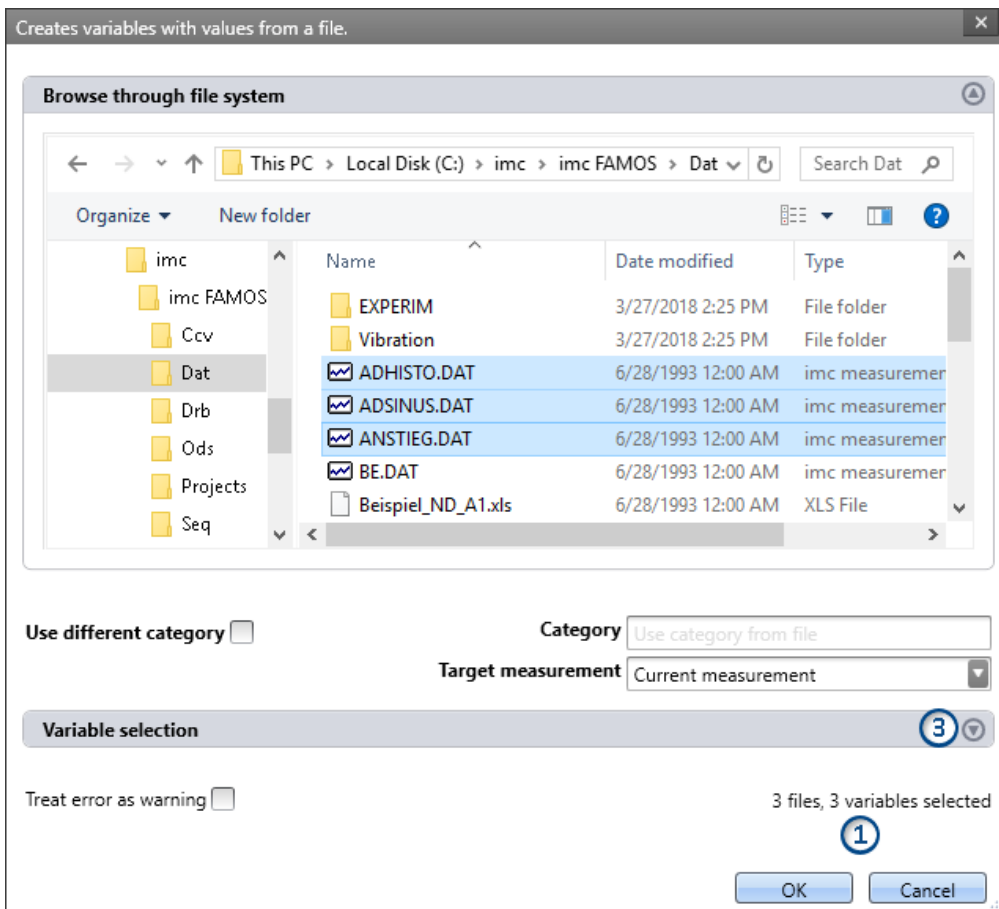 Creates variables with values from a file.
Browse through file system
This PC > Local Disk (C:) > imc > imc FAMOS > Dat Search Dat
Organize New folder
imc Name Date modified Type
imc FAMOS EXPERIM 3/27/2018 2:25 PM File folder
Ccv Vibration 3/27/2018 2:25 PM File folder
Dat ADHISTO.DAT 6/28/1993 12:00 AM imc measuremer
Drb ADSINUS.DAT 6/28/1993 12:00 AM imc measuremer
Ods ANSTIEG.DAT 6/28/1993 12:00 AM imc measuremer
Projects BE.DAT 6/28/1993 12:00 AM imc measuremer
Seq Beispiel_ND_A1.xls 6/28/1993 12:00 AM XLS File
Use different category Category Use category from file
Target measurement Current measurement
Variable selection 3
Treat error as warning 3 files, 3 variables selected
1
OK Cancel